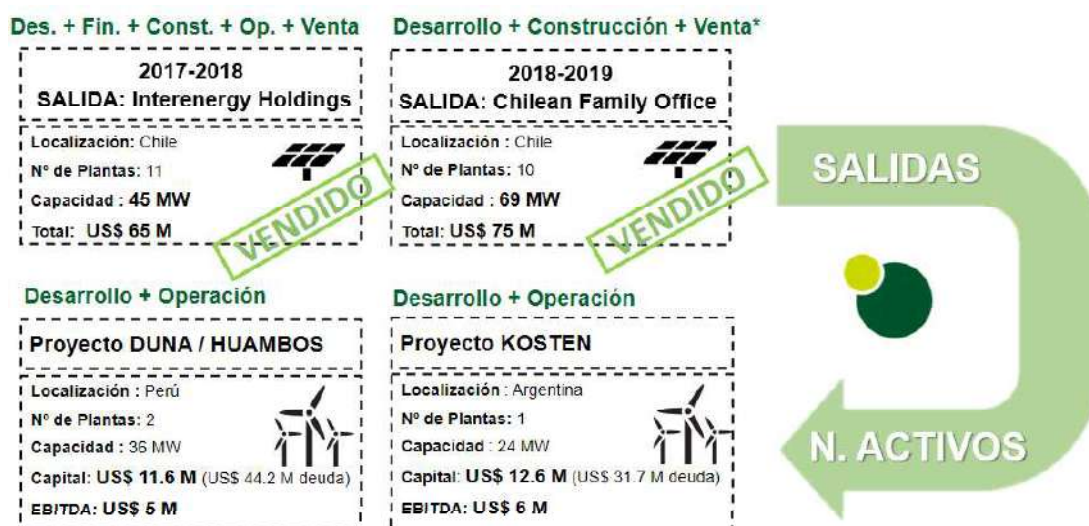 Des. + Fin. + Const. + Op. + Venta
2017-2018
SALIDA: Interenergy Holdings
Localización: Chile
Nº de Plantas: 11
Capacidad : 45 MW
Total: US$ 65 M
VENDIDO
Desarrollo + Construcción + Venta*
2018-2019
SALIDA: Chilean Family Office
Localización : Chile
Nº de Plantas: 10
Capacidad : 69 MW
Total: US$ 75 M
VENDIDO
SALIDAS
Desarrollo + Operación
Proyecto DUNA / HUAMBOS
Localización : Perú
Nº de Plantas: 2
Capacidad : 36 MW
Capital: US$ 11.6 M (US$ 44.2 M deuda)
EBITDA: US$ 5 M
Desarrollo + Operación
Proyecto KOSTEN
Localización : Argentina
Nº de Plantas: 1
Capacidad : 24 MW
Capital: US$ 12.6 M (US$ 31.7 M deuda)
EBITDA: US$ 6 M
N. ACTIVOS